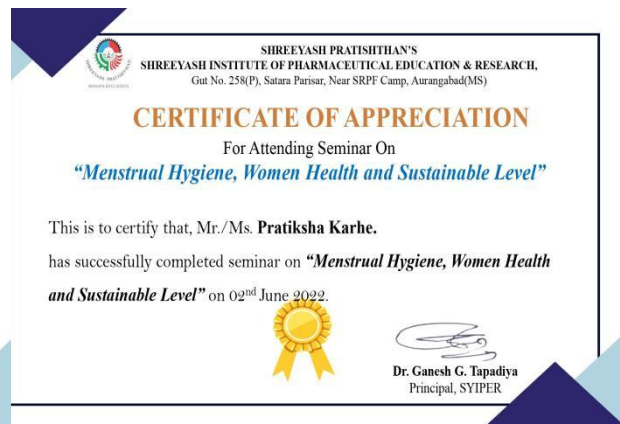 SHREEYASH PRATISHTHAN'S
SHREEYASH INSTITUTE OF PHARMACEUTICAL EDUCATION & RESEARCH,
Gut No. 258(P), Satara Parisar, Near SRPF Camp, Aurangabad(MS)
CERTIFICATE OF APPRECIATION
For Attending Seminar On
“Menstrual Hygiene, Women Health and Sustainable Level”
This is to certify that, Mr./Ms. Pratiksha Karhe.
has successfully completed seminar on “Menstrual Hygiene, Women Health
and Sustainable Level” on 02nd June 2022.
Dr. Ganesh G. Tapadiya
Principal, SYIPER